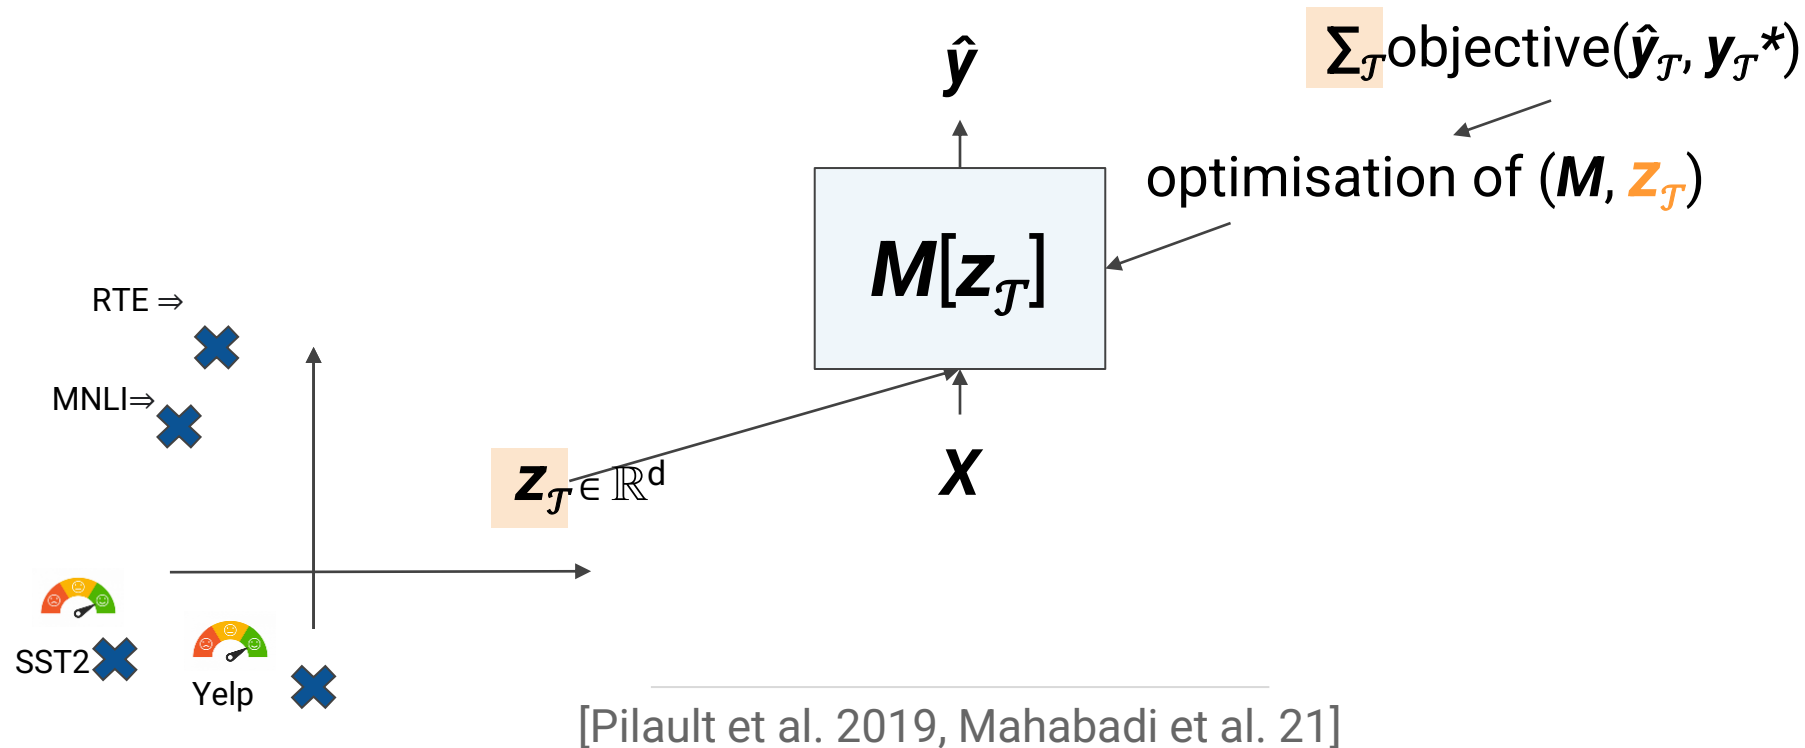 ∑𝒯objective(ŷ𝒯, y𝒯*)
ŷ
optimisation of (M, z𝒯)
M[z𝒯]
RTE ⇒
MNLI⇒
z𝒯 ∈ ℝᵈ
X
SST2
Yelp
[Pilault et al. 2019, Mahabadi et al. 21]